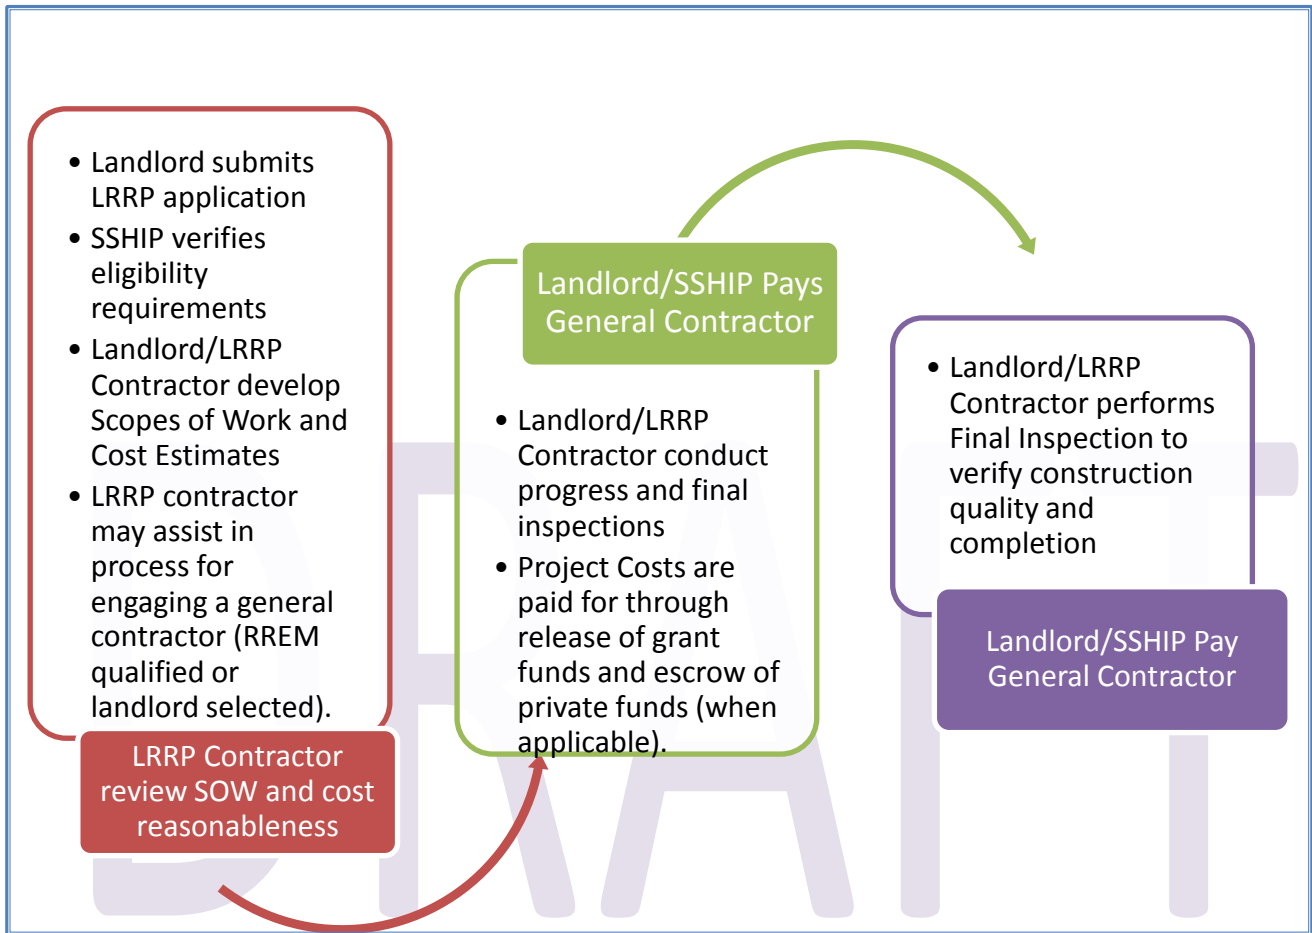 • Landlord submits
LRRP application
• SSHIP verifies
eligibility
requirements
• Landlord/LRRP
Contractor develop
Scopes of Work and
Cost Estimates
• LRRP contractor
may assist in
process for
engaging a general
contractor (RREM
qualified or
landlord selected).
LRRP Contractor
review SOW and cost
reasonableness
Landlord/SSHIP Pays
General Contractor
• Landlord/LRRP
Contractor conduct
progress and final
inspections
• Project Costs are
paid for through
release of grant
funds and escrow of
private funds (when
applicable).
• Landlord/LRRP
Contractor performs
Final Inspection to
verify construction
quality and
completion
Landlord/SSHIP Pay
General Contractor
DRAFT